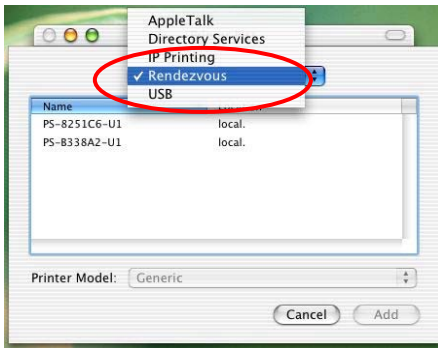 AppleTalk
Directory Services
IP Printing
✓ Rendezvous
USB
Name
PS-8251C6-U1 local.
PS-B338A2-U1 local.
Printer Model: Generic
Cancel Add